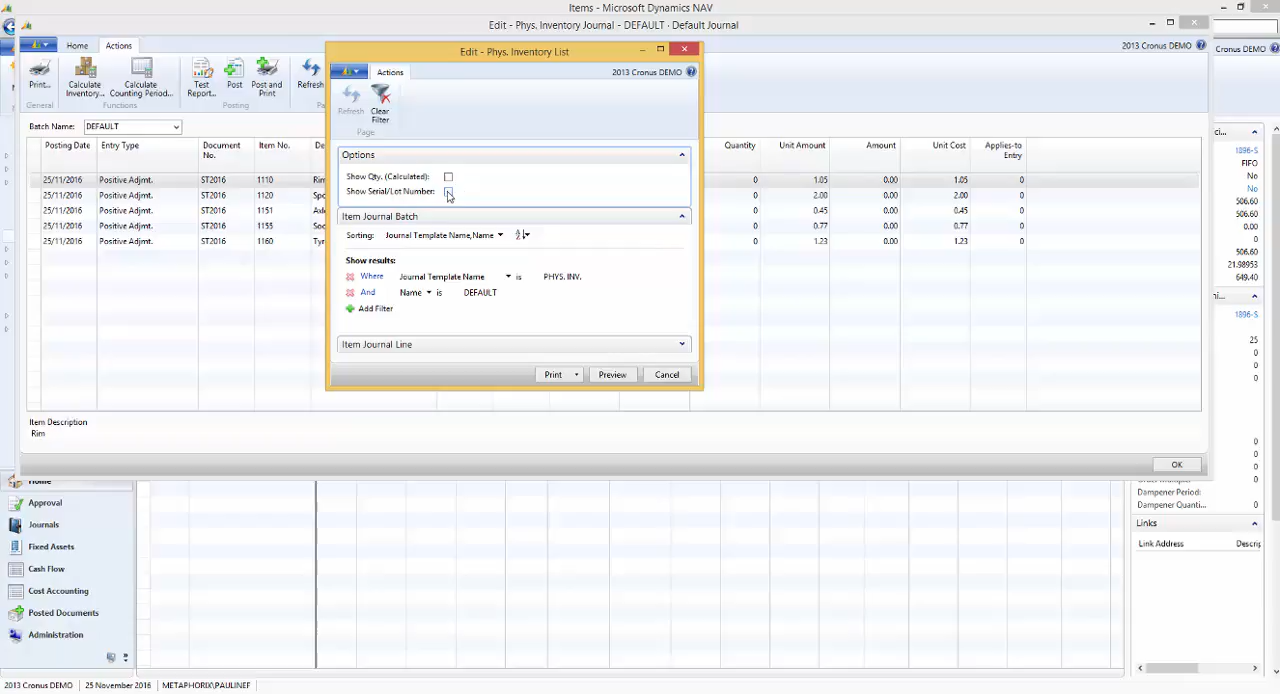 Items - Microsoft Dynamics NAV
Edit - Phys. Inventory Journal - DEFAULT · Default Journal
Home Actions 2013 Cronus DEMO
Print... Calculate Inventory... Calculate Counting Period... Test Report... Post Post and Print Refresh
General Functions Posting
Batch Name: DEFAULT
Posting Date Entry Type Document No. Item No. Quantity Unit Amount Amount Unit Cost Applies-to Entry
25/11/2016 Positive Adjmt. ST2016 1110 0 1.05 0.00 1.05 0
25/11/2016 Positive Adjmt. ST2016 1120 0 2.00 0.00 2.00 0
25/11/2016 Positive Adjmt. ST2016 1151 0 0.45 0.00 0.45 0
25/11/2016 Positive Adjmt. ST2016 1155 0 0.77 0.00 0.77 0
25/11/2016 Positive Adjmt. ST2016 1160 0 1.23 0.00 1.23 0
Item Description
Rim
OK
Edit - Phys. Inventory List
Actions 2013 Cronus DEMO
Refresh Clear Filter
Page
Options
Show Qty. (Calculated):
Show Serial/Lot Number:
Item Journal Batch
Sorting: Journal Template Name,Name
Show results:
Where Journal Template Name is PHYS. INV.
And Name is DEFAULT
Add Filter
Item Journal Line
Print Preview Cancel
Cronus DEMO
1896-S
FIFO
No
No
506.60
506.60
0.00
0
506.60
21.98953
649.40
1896-S
25
0
0
0
0
0
0
0
Dampener Period:
Dampener Quanti... 0
Links
Link Address Descrip
Home
Approval
Journals
Fixed Assets
Cash Flow
Cost Accounting
Posted Documents
Administration
2013 Cronus DEMO 25 November 2016 METAPHORIX\PAULINEF